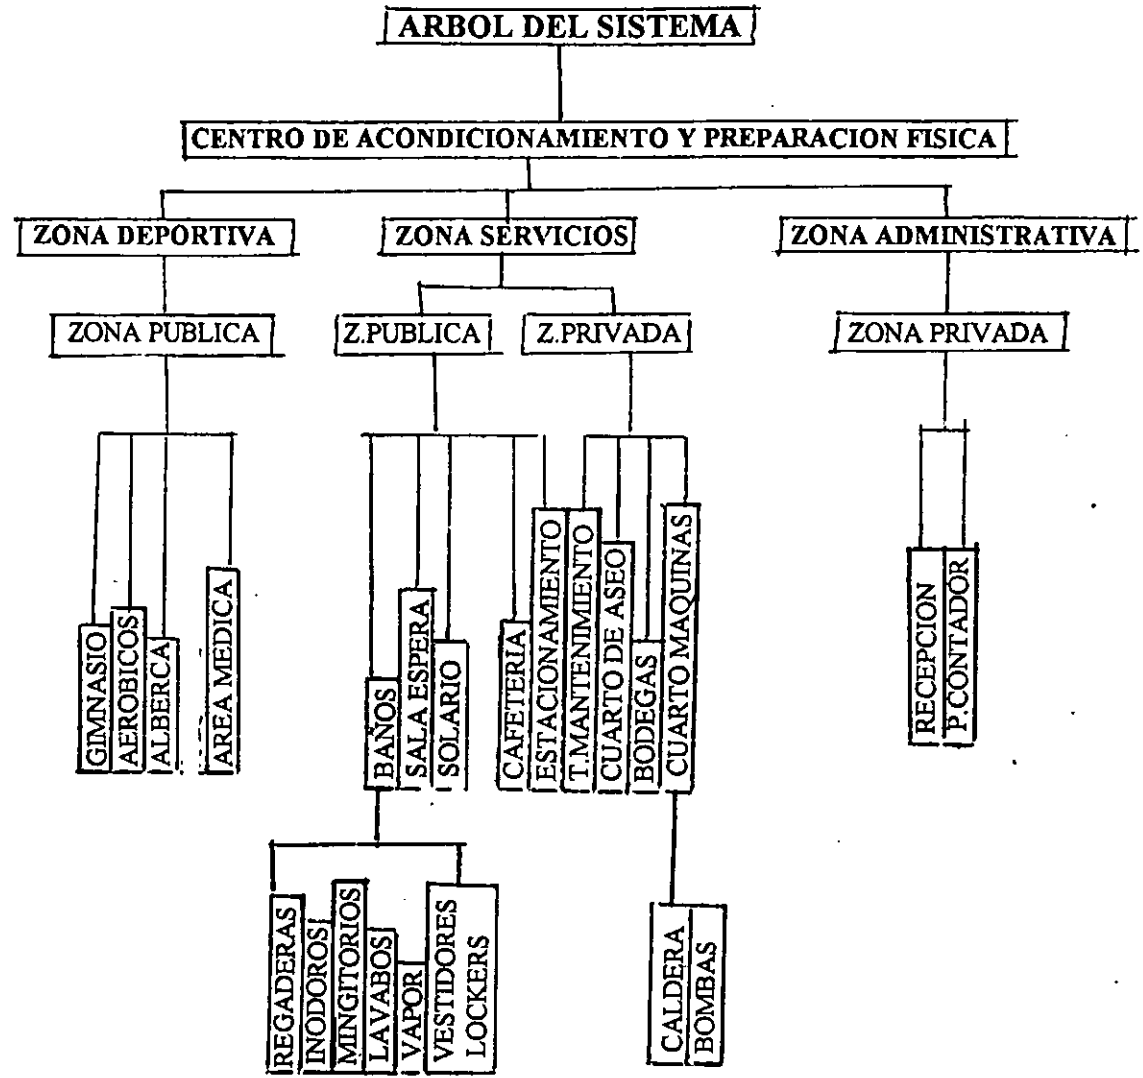 ARBOL DEL SISTEMA
CENTRO DE ACONDICIONAMIENTO Y PREPARACION FISICA
ZONA DEPORTIVA
ZONA SERVICIOS
ZONA ADMINISTRATIVA
ZONA PUBLICA
Z.PUBLICA
Z.PRIVADA
ZONA PRIVADA
GIMNASIO
AEROBICOS
ALBERCA
AREA MEDICA
BAÑOS
SALA ESPERA
SOLARIO
CAFETERIA
ESTACIONAMIENTO
T.MANTENIMIENTO
CUARTO DE ASEO
BODEGAS
CUARTO MAQUINAS
RECEPCION
P.CONTADOR
REGADERAS
INODOROS
MINGITORIOS
LAVABOS
VAPOR
VESTIDORES
LOCKERS
CALDERA
BOMBAS